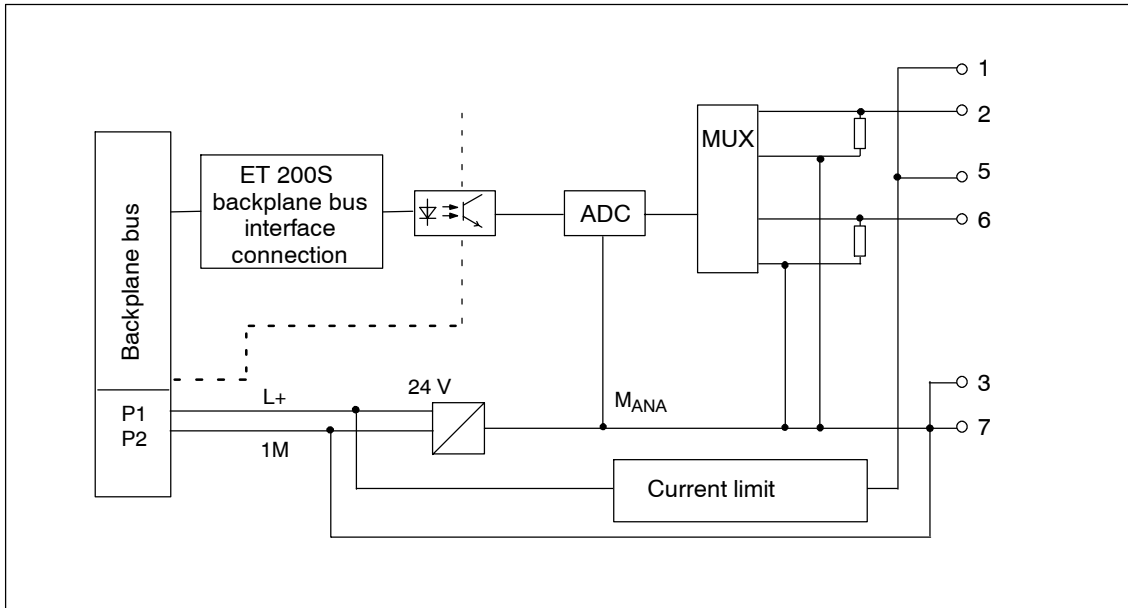 1
2
MUX
ET 200S
backplane bus
interface
connection
5
ADC
6
Backplane bus
3
24 V
L+
MANA
P1
7
P2
1M
Current limit